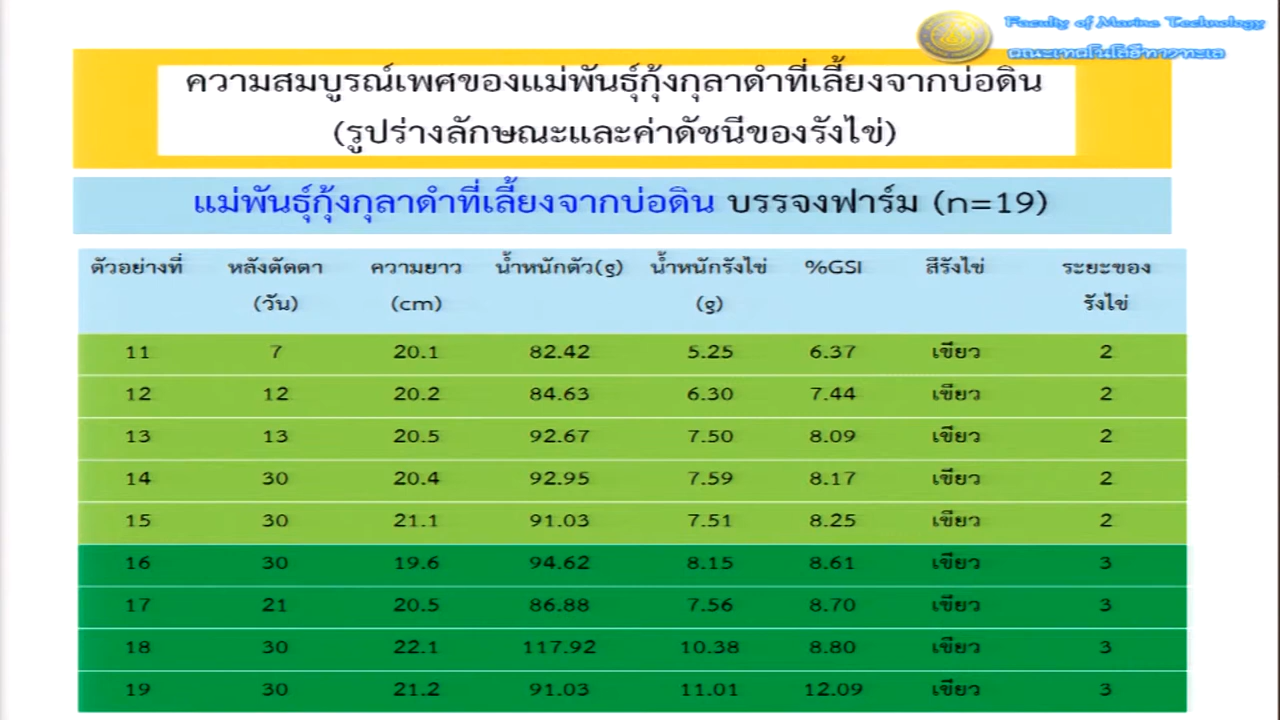 Faculty of Marine Technology
คณะเทคโนโลยีทางทะเล
ความสมบูรณ์เพศของแม่พันธุ์กุ้งกุลาดำที่เลี้ยงจากบ่อดิน
(รูปร่างลักษณะและค่าดัชนีของรังไข่)
แม่พันธุ์กุ้งกุลาดำที่เลี้ยงจากบ่อดิน บรรจงฟาร์ม (n=19)
ตัวอย่างที่ หลังตัดตา ความยาว น้ำหนักตัว(g) น้ำหนักรังไข่ %GSI สีรังไข่ ระยะของ
(วัน) (cm) (g) รังไข่
11 7 20.1 82.42 5.25 6.37 เขียว 2
12 12 20.2 84.63 6.30 7.44 เขียว 2
13 13 20.5 92.67 7.50 8.09 เขียว 2
14 30 20.4 92.95 7.59 8.17 เขียว 2
15 30 21.1 91.03 7.51 8.25 เขียว 2
16 30 19.6 94.62 8.15 8.61 เขียว 3
17 21 20.5 86.88 7.56 8.70 เขียว 3
18 30 22.1 117.92 10.38 8.80 เขียว 3
19 30 21.2 91.03 11.01 12.09 เขียว 3